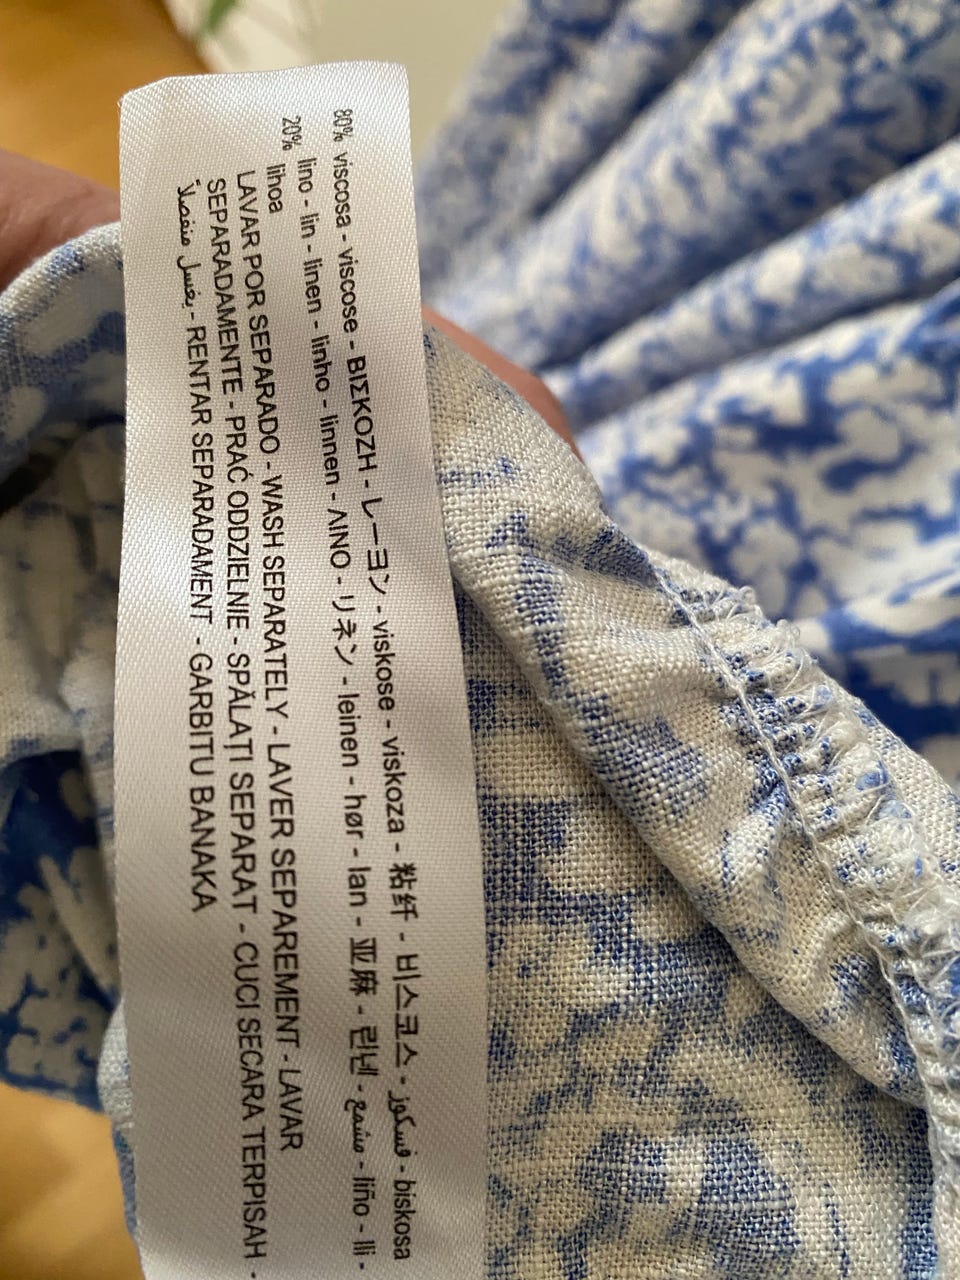 80% viscosa - viscose - ΒΙΣΚΟΖΗ - レーヨン - viskose - viskoza - 粘纤 - 비스코스 - فسكوز - biskosa
20% lino - lin - linen - linho - linnen - ΛΙΝΟ - リネン - leinen - hør - lan - 亚麻 - 린넨 - مشمع - liño - lli -
lihoa
LAVAR POR SEPARADO - WASH SEPARATELY - LAVER SEPAREMENT - LAVAR
SEPARADAMENTE - PRAĆ ODDZIELNIE - SPĂLAȚI SEPARAT - CUCI SECARA TERPISAH -
يغسل منفصلاً - RENTAR SEPARADAMENT - GARBITU BANAKA